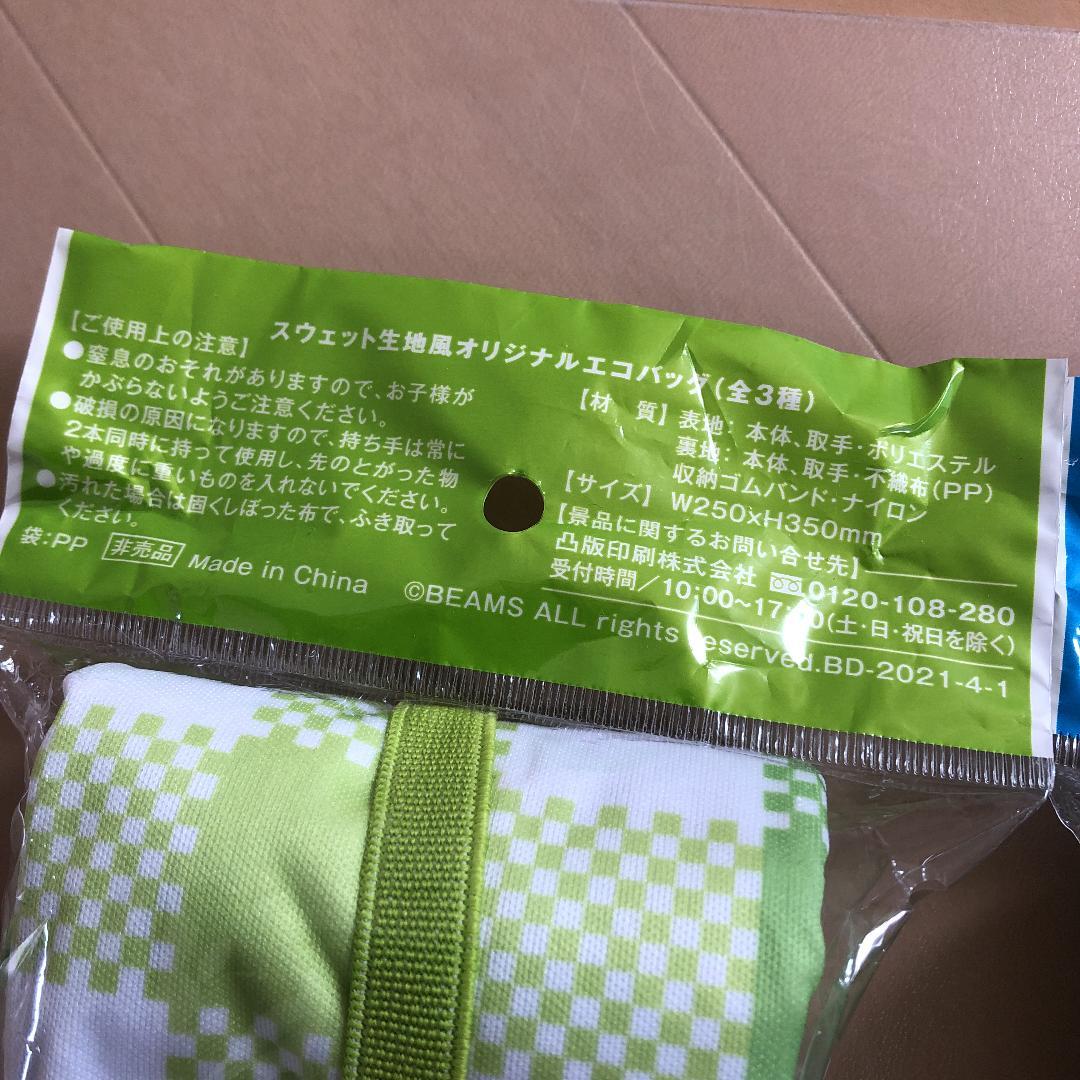 スウェット生地風オリジナルエコバッグ(全3種)
【ご使用上の注意】
●窒息のおそれがありますので、お子様が
かぶらないようご注意ください。
●破損の原因になりますので、持ち手は常に
2本同時に持って使用し、先のとがった物
や過度に重いものを入れないでください。
●汚れた場合は固くしぼった布で、ふき取って
ください。
袋:PP 非売品 Made in China
【材 質】表地:本体、取手・ポリエステル
裏地:本体、取手・不織布(PP)
収納ゴムバンド・ナイロン
【サイズ】 W250×H350mm
【景品に関するお問い合せ先】
凸版印刷株式会社 0120-108-280
受付時間/10:00~17:00(土・日・祝日を除く)
©BEAMS ALL rights reserved.BD-2021-4-1